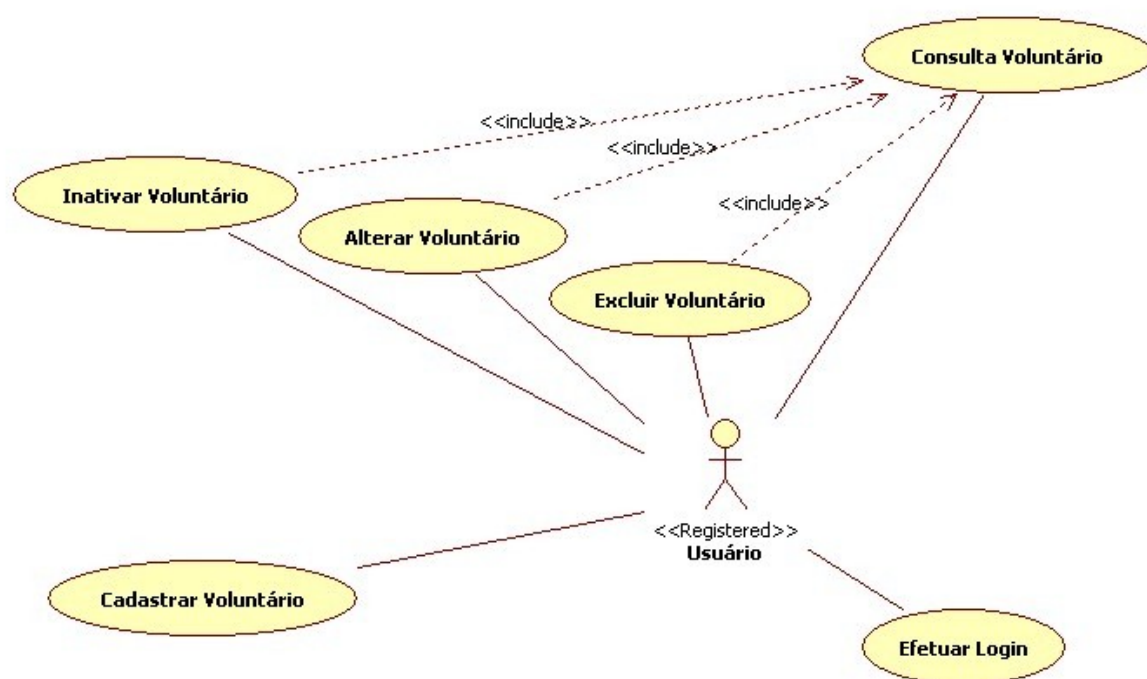 Consulta Voluntário
<<include>>
<<include>>
Inativar Voluntário
<<include>>
Alterar Voluntário
Excluir Voluntário
<<Registered>>
Usuário
Cadastrar Voluntário
Efetuar Login